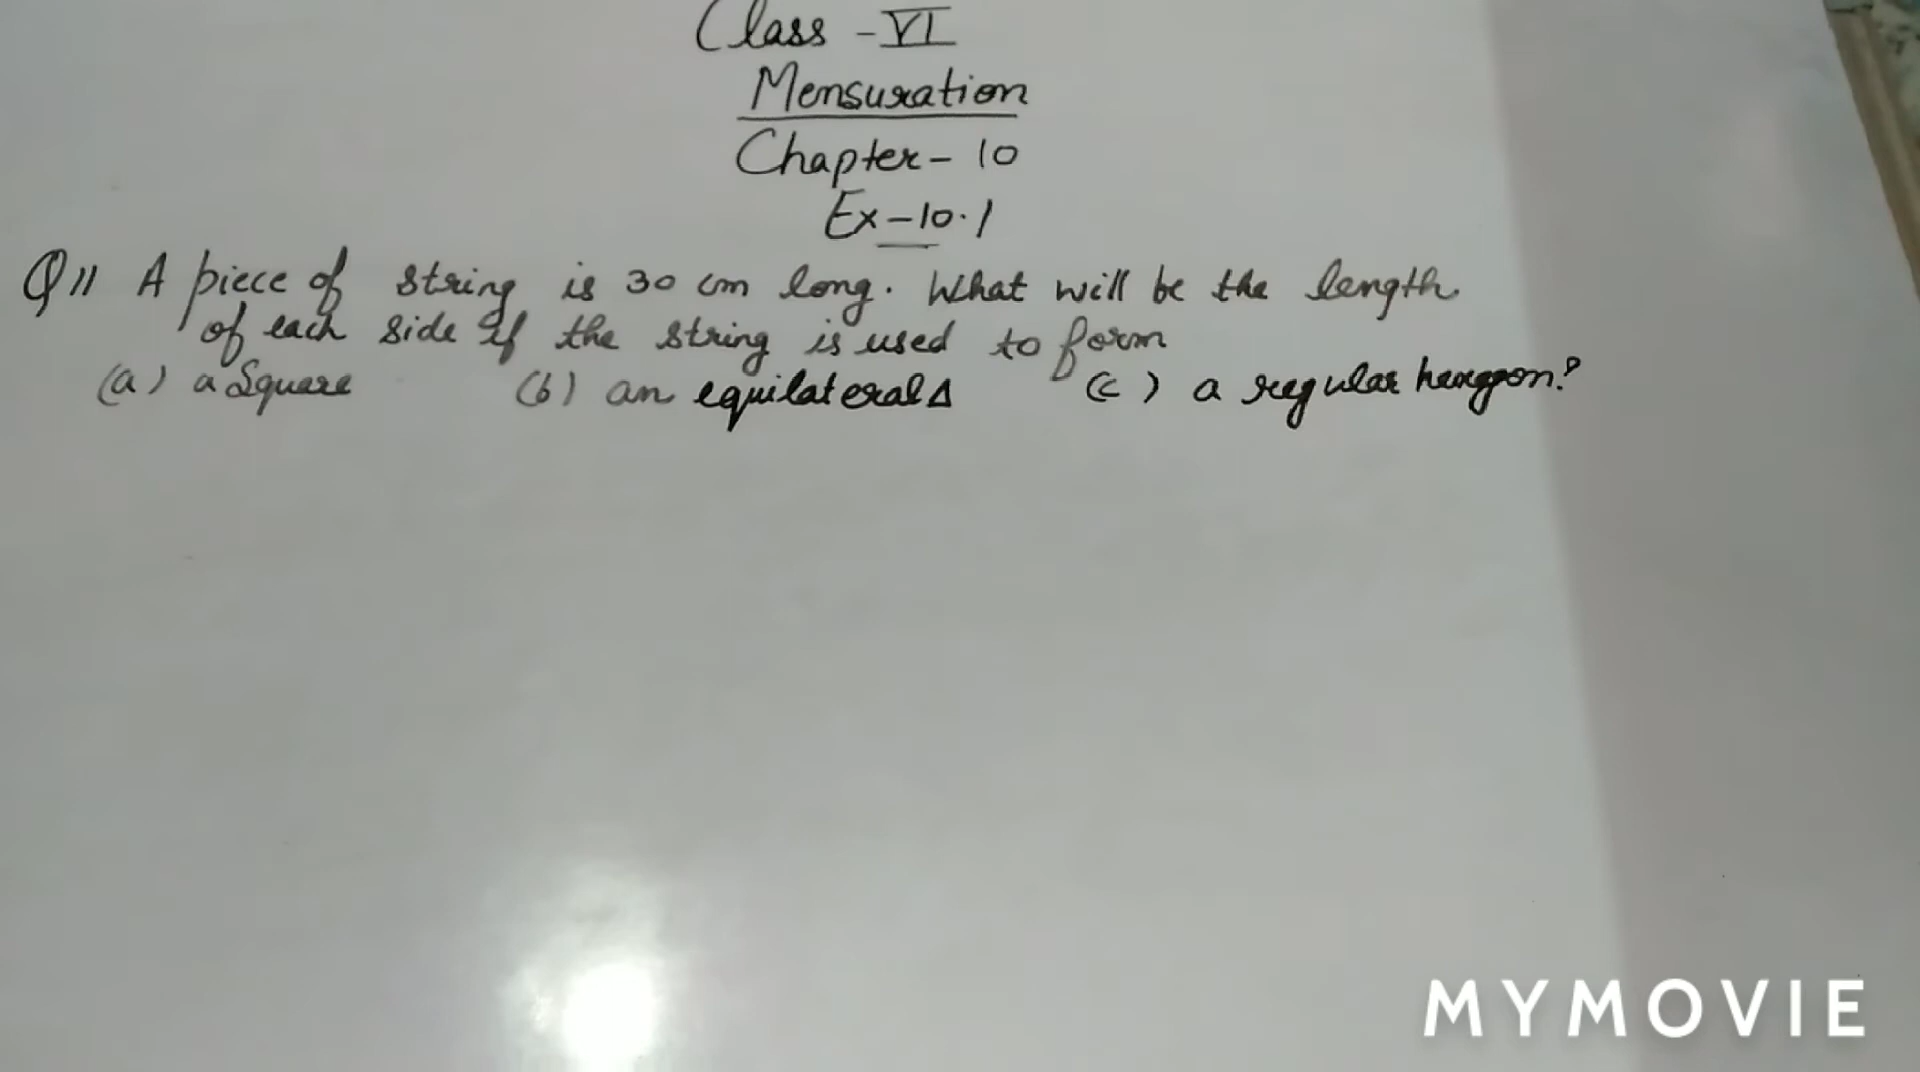 Class - VI
Mensuration
Chapter - 10
Ex - 10.1
Q11 A piece of string is 30 cm long. What will be the length
of each side if the string is used to form
(a) a Square (b) an equilateral Δ (c) a regular hexagon?
MYMOVIE